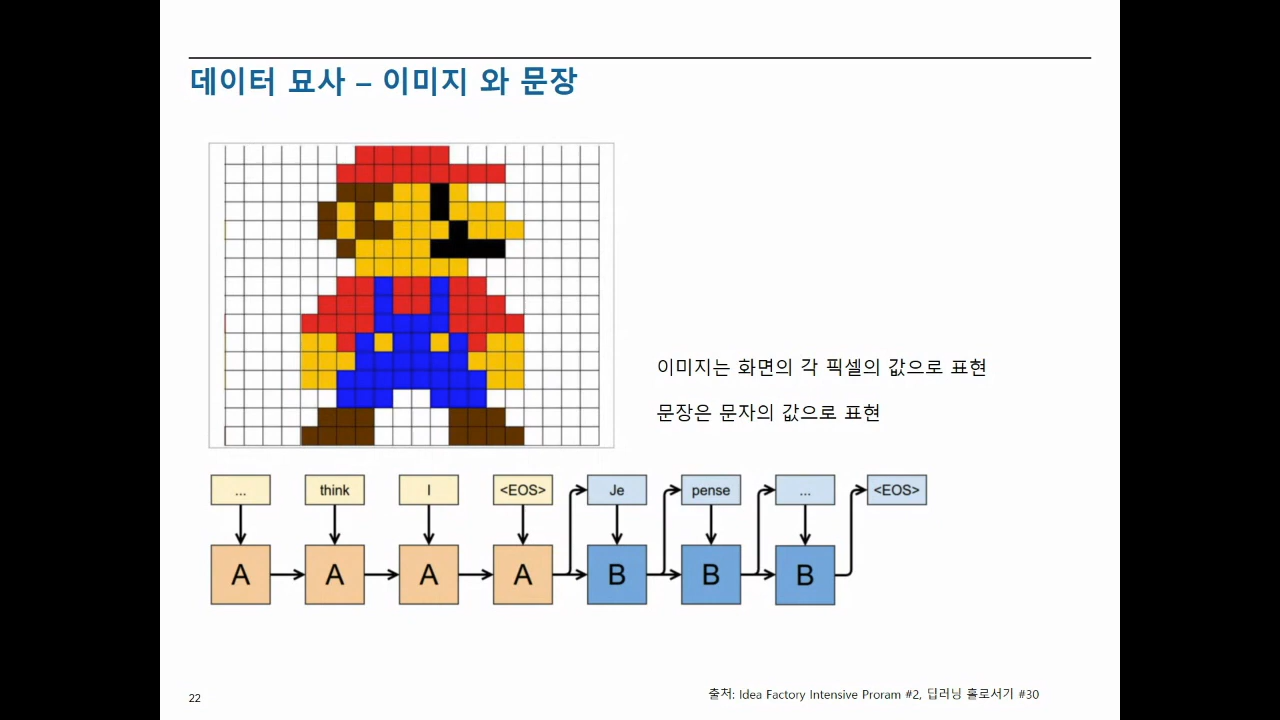 데이터 묘사 – 이미지 와 문장
이미지는 화면의 각 픽셀의 값으로 표현
문장은 문자의 값으로 표현
... think I <EOS> Je pense ... <EOS>
A A A A B B B
22
출처: Idea Factory Intensive Proram #2, 딥러닝 홀로서기 #30